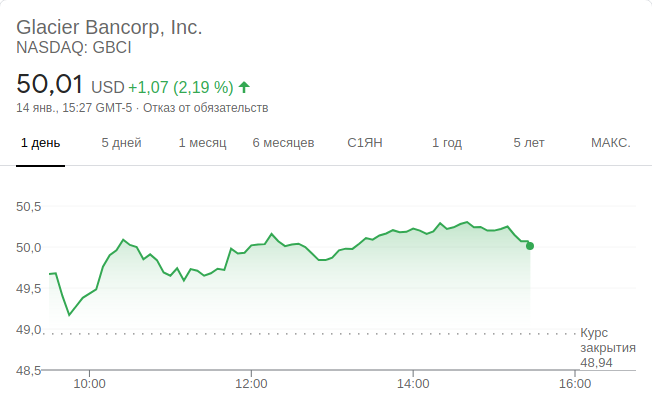 Glacier Bancorp, Inc.
NASDAQ: GBCI
50,01 USD +1,07 (2,19 %)
14 янв., 15:27 GMT-5 · Отказ от обязательств
1 день 5 дней 1 месяц 6 месяцев С1ЯН 1 год 5 лет МАКС.
50,5
50,0
49,5
49,0
Курс
закрытия
48,94
48,5
10:00 12:00 14:00 16:00